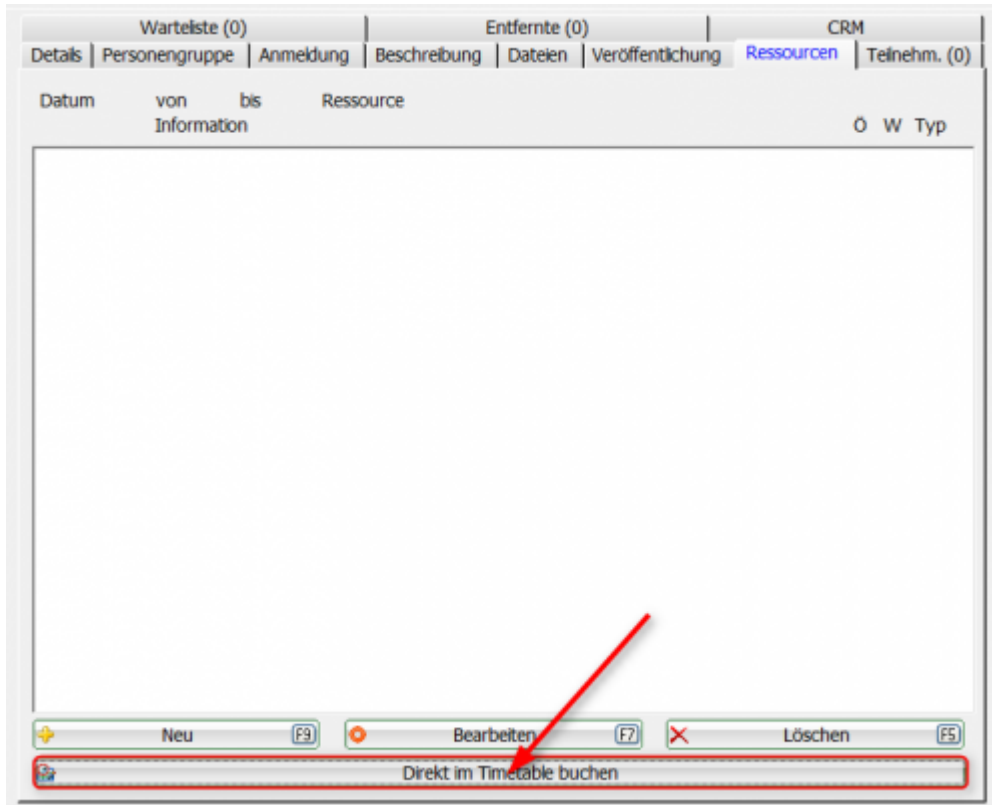 Warteliste (0) Entfernte (0) CRM
Details Personengruppe Anmeldung Beschreibung Dateien Veröffentlichung Ressourcen Teilnehm. (0)
Datum von bis Ressource
Information Ö W Typ
Neu F9 Bearbeiten F7 Löschen F5
Direkt im Timetable buchen